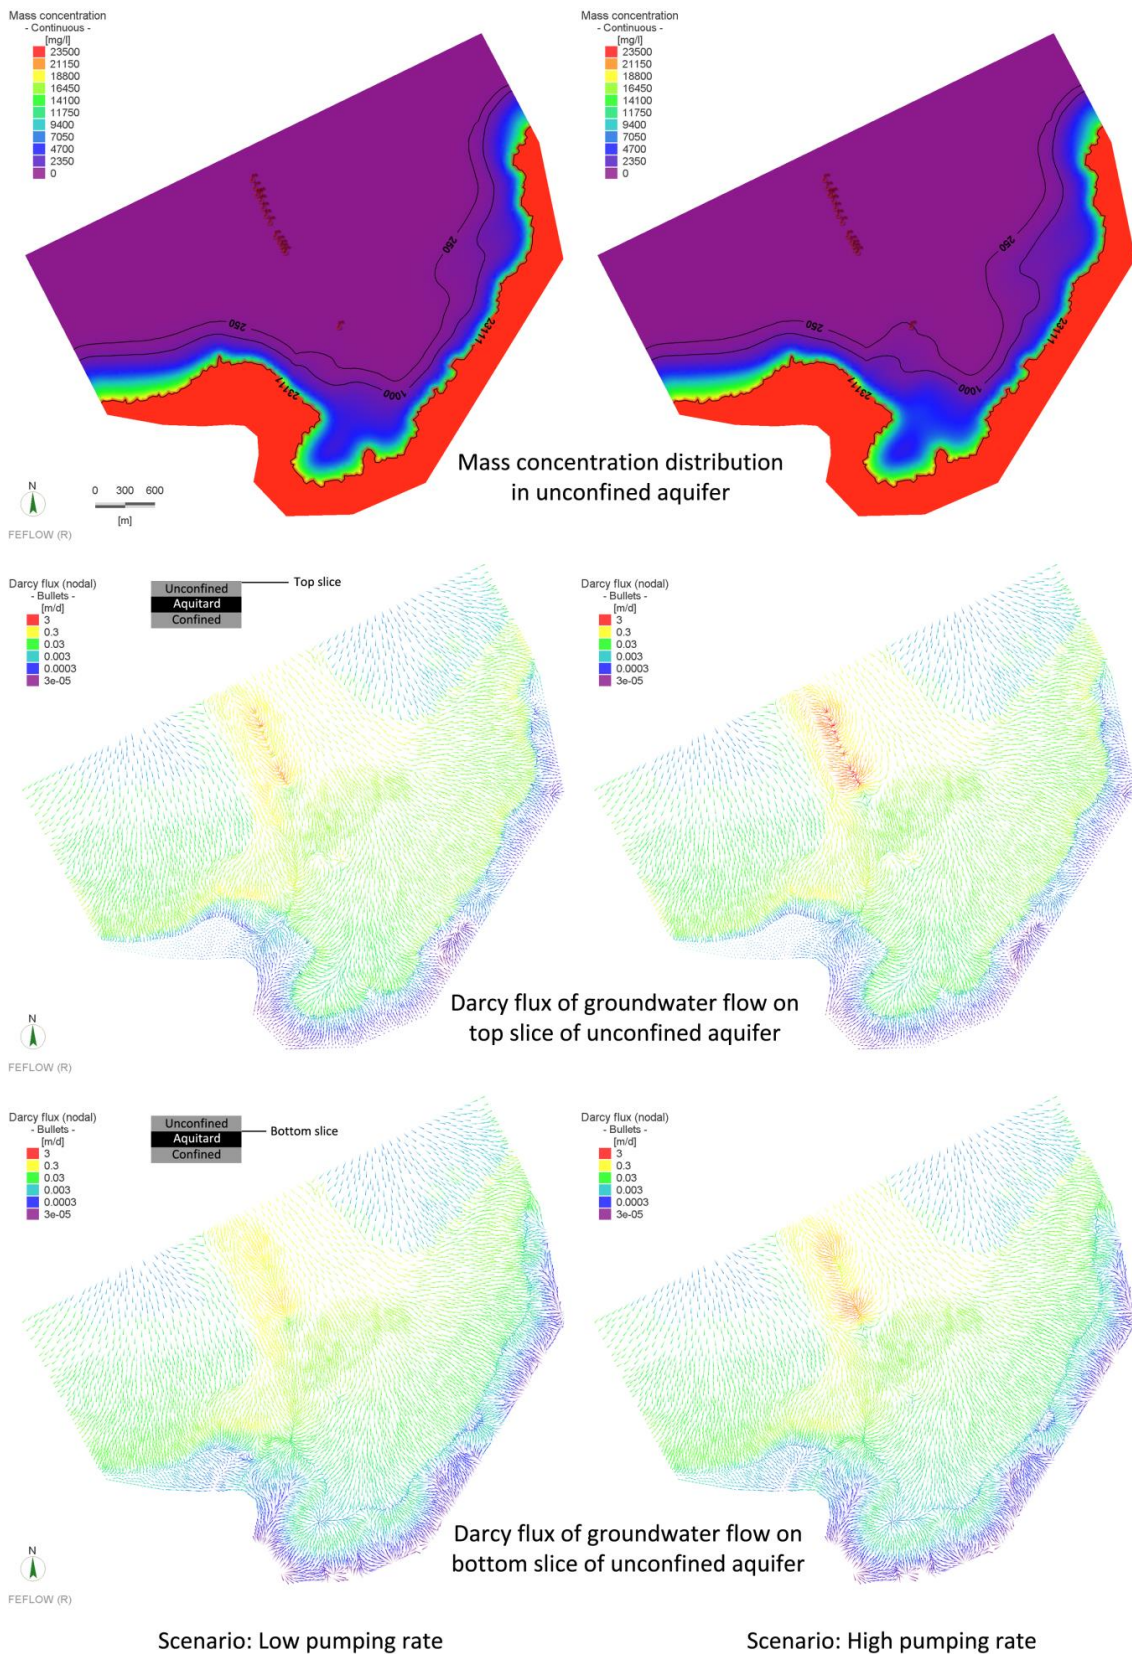 Mass concentration
- Continuous -
[mg/l]
23500
21150
18800
16450
14100
11750
9400
7050
4700
2350
0
250
250
1000
23111
23111
N
0 300 600
[m]
FEFLOW (R)
Mass concentration
- Continuous -
[mg/l]
23500
21150
18800
16450
14100
11750
9400
7050
4700
2350
0
250
250
1000
23111
23111
Mass concentration distribution
in unconfined aquifer
Darcy flux (nodal)
- Bullets -
[m/d]
3
0.3
0.03
0.003
0.0003
3e-05
Unconfined
Aquitard
Confined
Top slice
N
FEFLOW (R)
Darcy flux (nodal)
- Bullets -
[m/d]
3
0.3
0.03
0.003
0.0003
3e-05
Darcy flux of groundwater flow on
top slice of unconfined aquifer
Darcy flux (nodal)
- Bullets -
[m/d]
3
0.3
0.03
0.003
0.0003
3e-05
Unconfined
Aquitard
Confined
Bottom slice
N
FEFLOW (R)
Darcy flux (nodal)
- Bullets -
[m/d]
3
0.3
0.03
0.003
0.0003
3e-05
Darcy flux of groundwater flow on
bottom slice of unconfined aquifer
Scenario: Low pumping rate
Scenario: High pumping rate